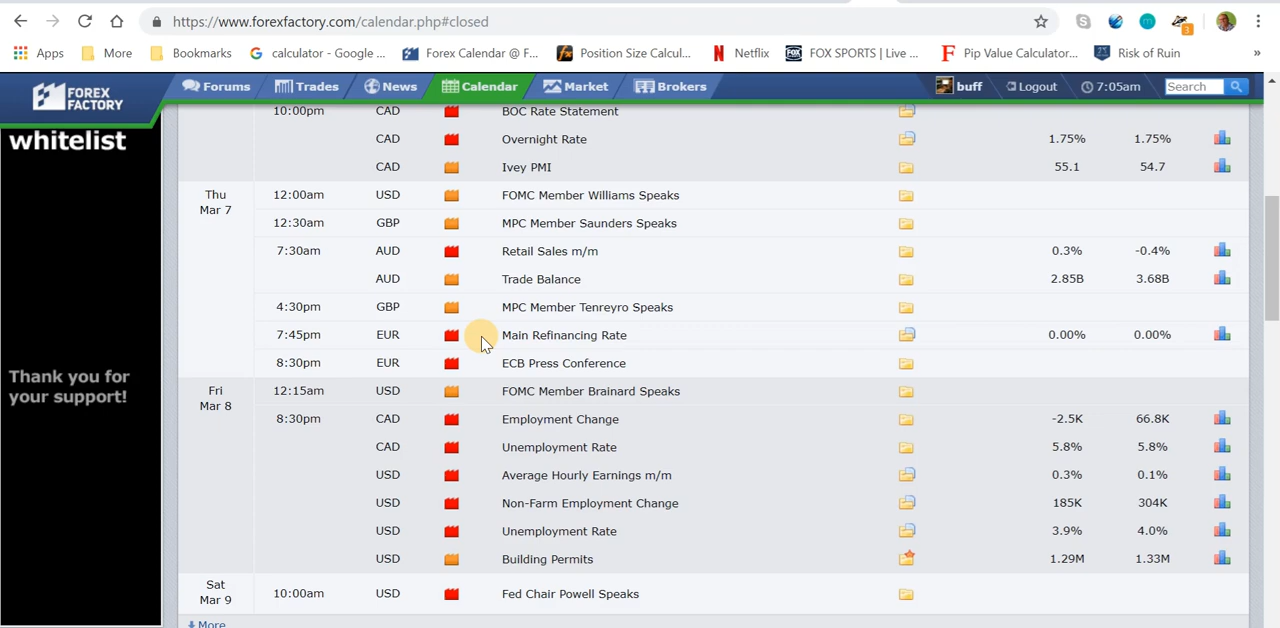 https://www.forexfactory.com/calendar.php#closed
Apps More Bookmarks calculator - Google ... Forex Calendar @ F... Position Size Calcul... Netflix FOX SPORTS | Live ... Pip Value Calculator... Risk of Ruin »
FOREX FACTORY Forums Trades News Calendar Market Brokers buff Logout 7:05am Search
whitelist
Thank you for
your support!
10:00pm CAD BOC Rate Statement
CAD Overnight Rate 1.75% 1.75%
CAD Ivey PMI 55.1 54.7
Thu Mar 7 12:00am USD FOMC Member Williams Speaks
12:30am GBP MPC Member Saunders Speaks
7:30am AUD Retail Sales m/m 0.3% -0.4%
AUD Trade Balance 2.85B 3.68B
4:30pm GBP MPC Member Tenreyro Speaks
7:45pm EUR Main Refinancing Rate 0.00% 0.00%
8:30pm EUR ECB Press Conference
Fri Mar 8 12:15am USD FOMC Member Brainard Speaks
8:30pm CAD Employment Change -2.5K 66.8K
CAD Unemployment Rate 5.8% 5.8%
USD Average Hourly Earnings m/m 0.3% 0.1%
USD Non-Farm Employment Change 185K 304K
USD Unemployment Rate 3.9% 4.0%
USD Building Permits 1.29M 1.33M
Sat Mar 9 10:00am USD Fed Chair Powell Speaks
More